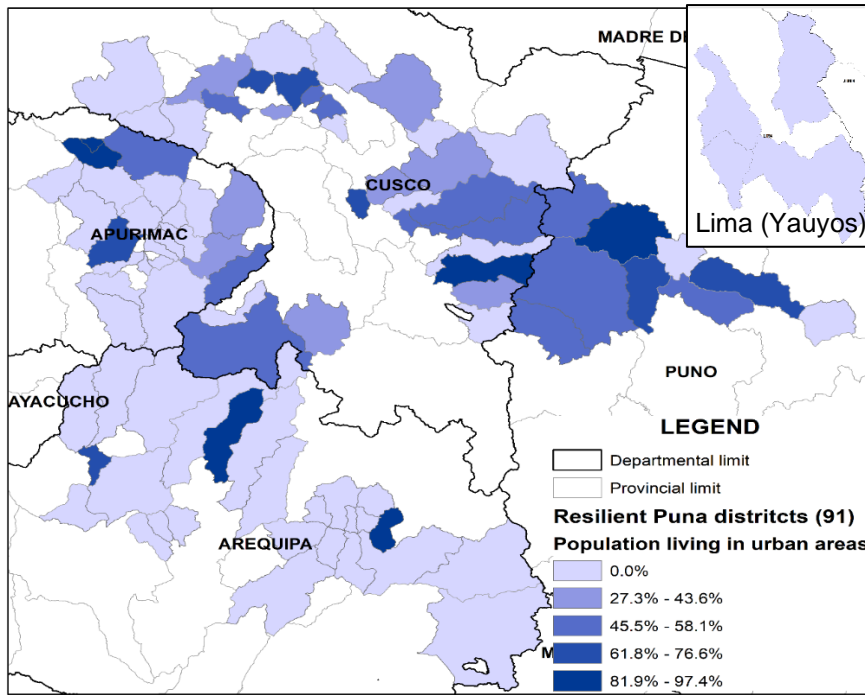 MADRE DE
CUSCO
APURIMAC
Lima (Yauyos)
PUNO
AYACUCHO
AREQUIPA
LEGEND
Departmental limit
Provincial limit
Resilient Puna distritcts (91)
Population living in urban areas
0.0%
27.3% - 43.6%
45.5% - 58.1%
61.8% - 76.6%
81.9% - 97.4%